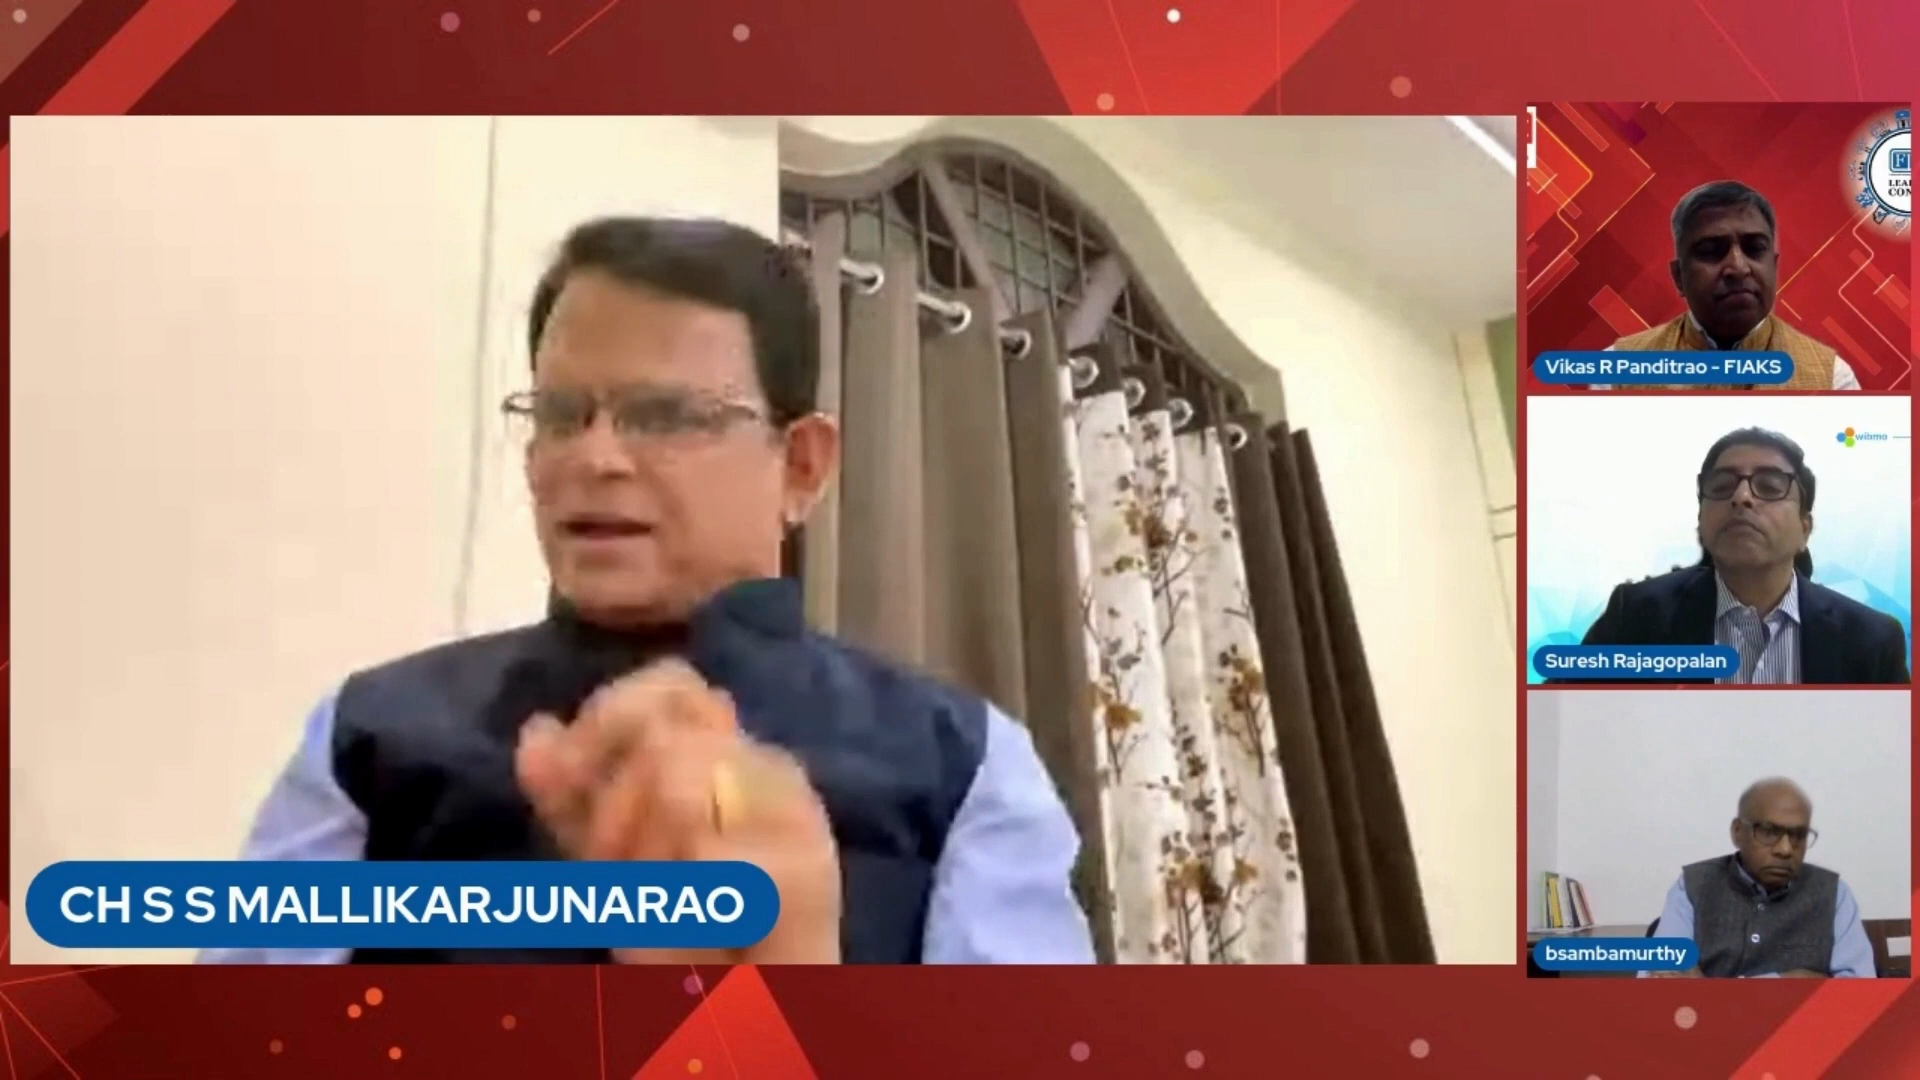 CH S S MALLIKARJUNARAO
Vikas R Panditrao - FIAKS
wibmo
Suresh Rajagopalan
bsambamurthy